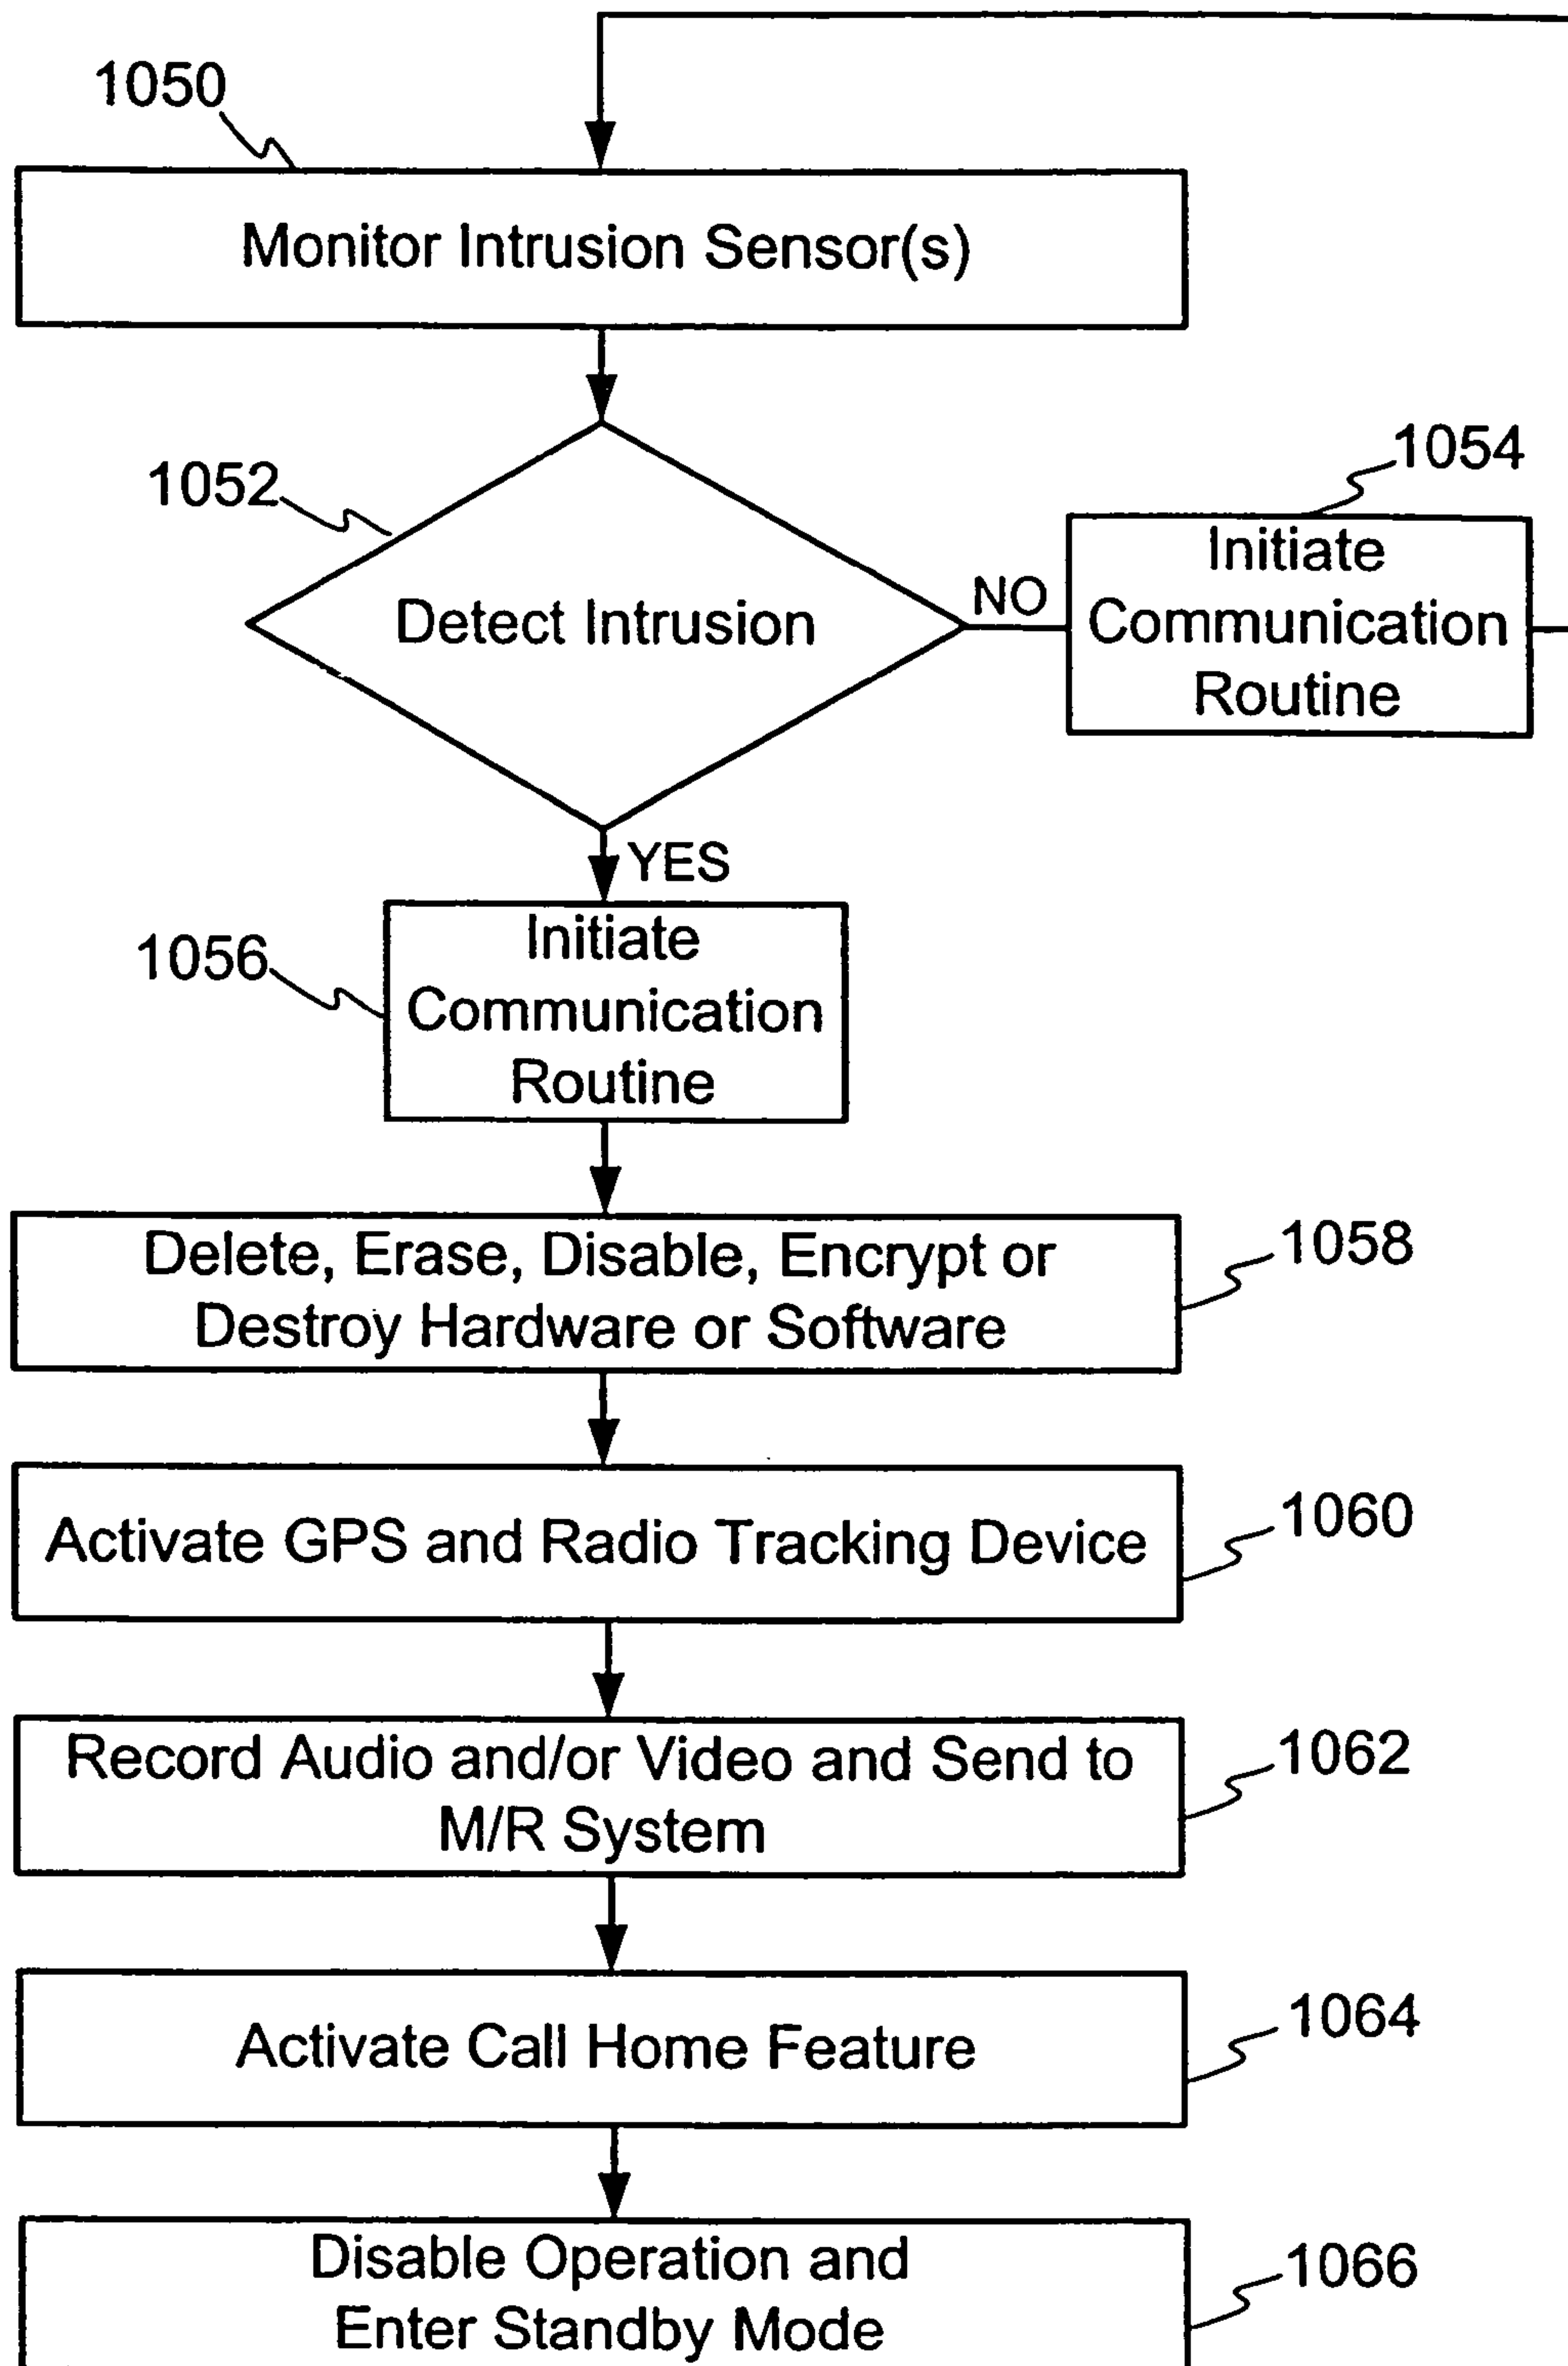 1050
Monitor Intrusion Sensor(s)
1052
Detect Intrusion
NO
1054
Initiate
Communication
Routine
YES
1056
Initiate
Communication
Routine
Delete, Erase, Disable, Encrypt or
Destroy Hardware or Software
1058
Activate GPS and Radio Tracking Device
1060
Record Audio and/or Video and Send to
M/R System
1062
Activate Call Home Feature
1064
Disable Operation and
Enter Standby Mode
1066